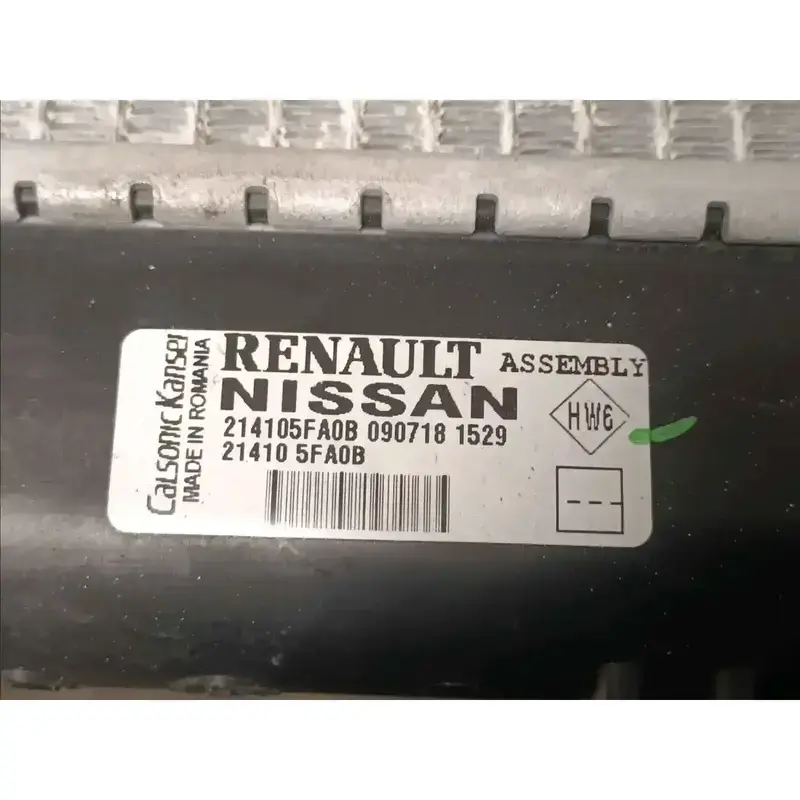 Calsonic Kansei
MADE IN ROMANIA
RENAULT ASSEMBLY
NISSAN
214105FA0B 090718 1529
21410 5FA0B
HW6